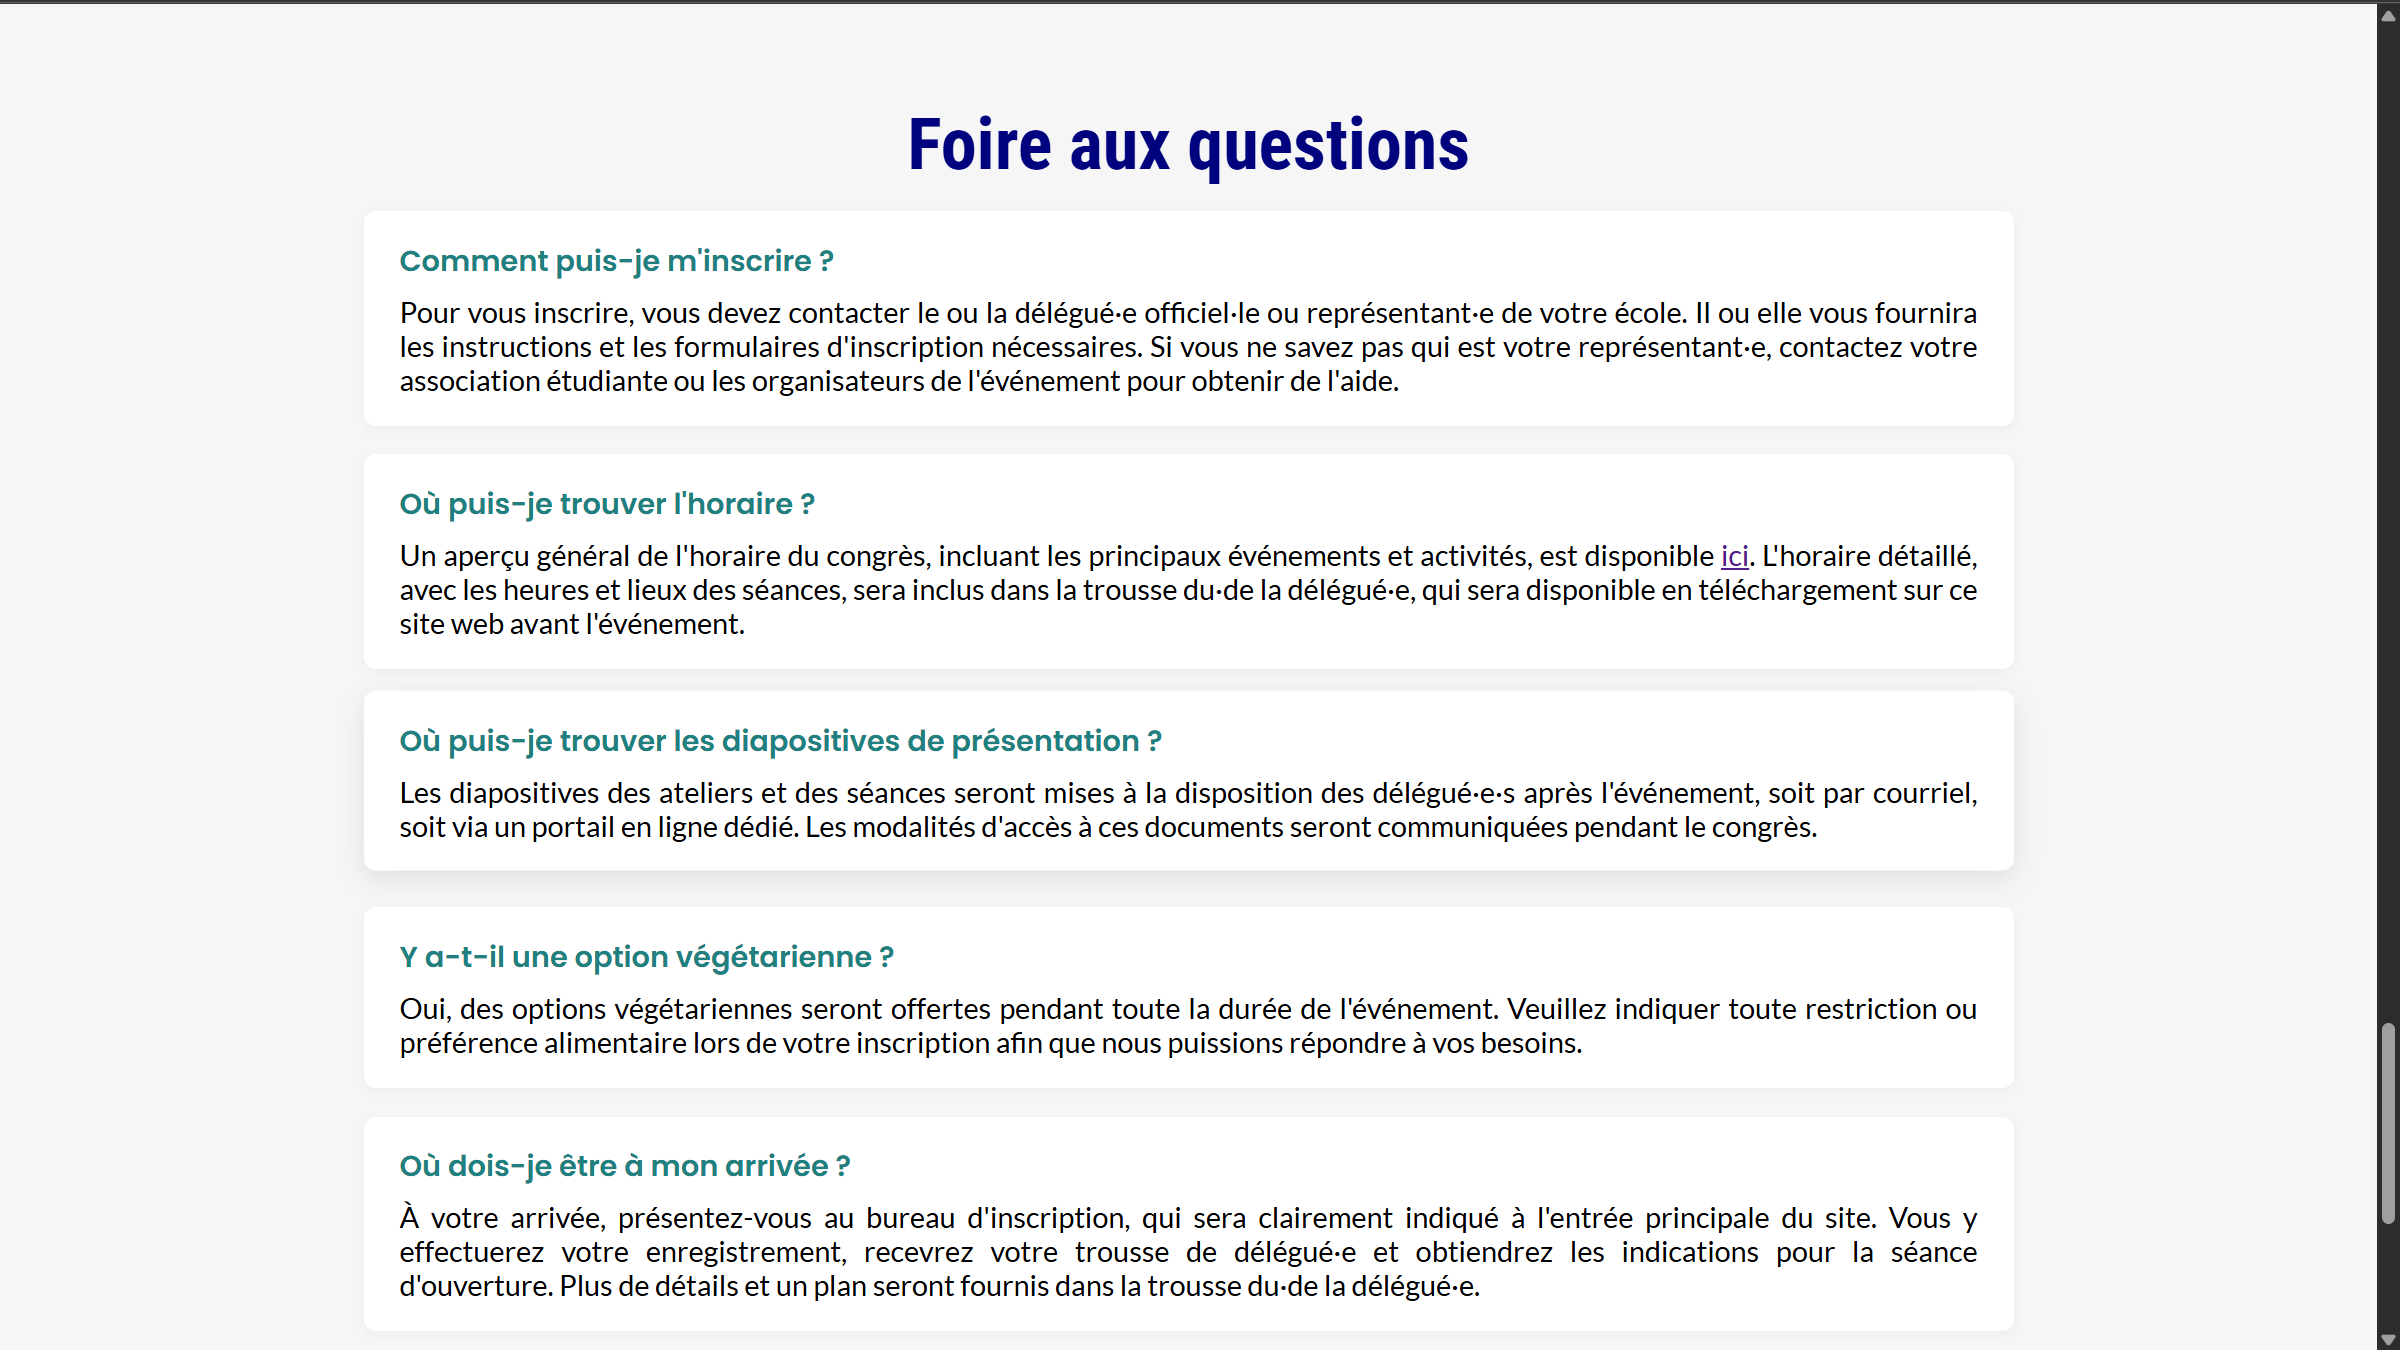 Foire aux questions
Comment puis-je m'inscrire ?
Pour vous inscrire, vous devez contacter le ou la délégué·e officiel·le ou représentant·e de votre école. Il ou elle vous fournira
les instructions et les formulaires d'inscription nécessaires. Si vous ne savez pas qui est votre représentant·e, contactez votre
association étudiante ou les organisateurs de l'événement pour obtenir de l'aide.
Où puis-je trouver l'horaire ?
Un aperçu général de l'horaire du congrès, incluant les principaux événements et activités, est disponible ici. L'horaire détaillé,
avec les heures et lieux des séances, sera inclus dans la trousse du·de la délégué·e, qui sera disponible en téléchargement sur ce
site web avant l'événement.
Où puis-je trouver les diapositives de présentation ?
Les diapositives des ateliers et des séances seront mises à la disposition des délégué·e·s après l'événement, soit par courriel,
soit via un portail en ligne dédié. Les modalités d'accès à ces documents seront communiquées pendant le congrès.
Y a-t-il une option végétarienne ?
Oui, des options végétariennes seront offertes pendant toute la durée de l'événement. Veuillez indiquer toute restriction ou
préférence alimentaire lors de votre inscription afin que nous puissions répondre à vos besoins.
Où dois-je être à mon arrivée ?
À votre arrivée, présentez-vous au bureau d'inscription, qui sera clairement indiqué à l'entrée principale du site. Vous y
effectuerez votre enregistrement, recevrez votre trousse de délégué·e et obtiendrez les indications pour la séance
d'ouverture. Plus de détails et un plan seront fournis dans la trousse du·de la délégué·e.